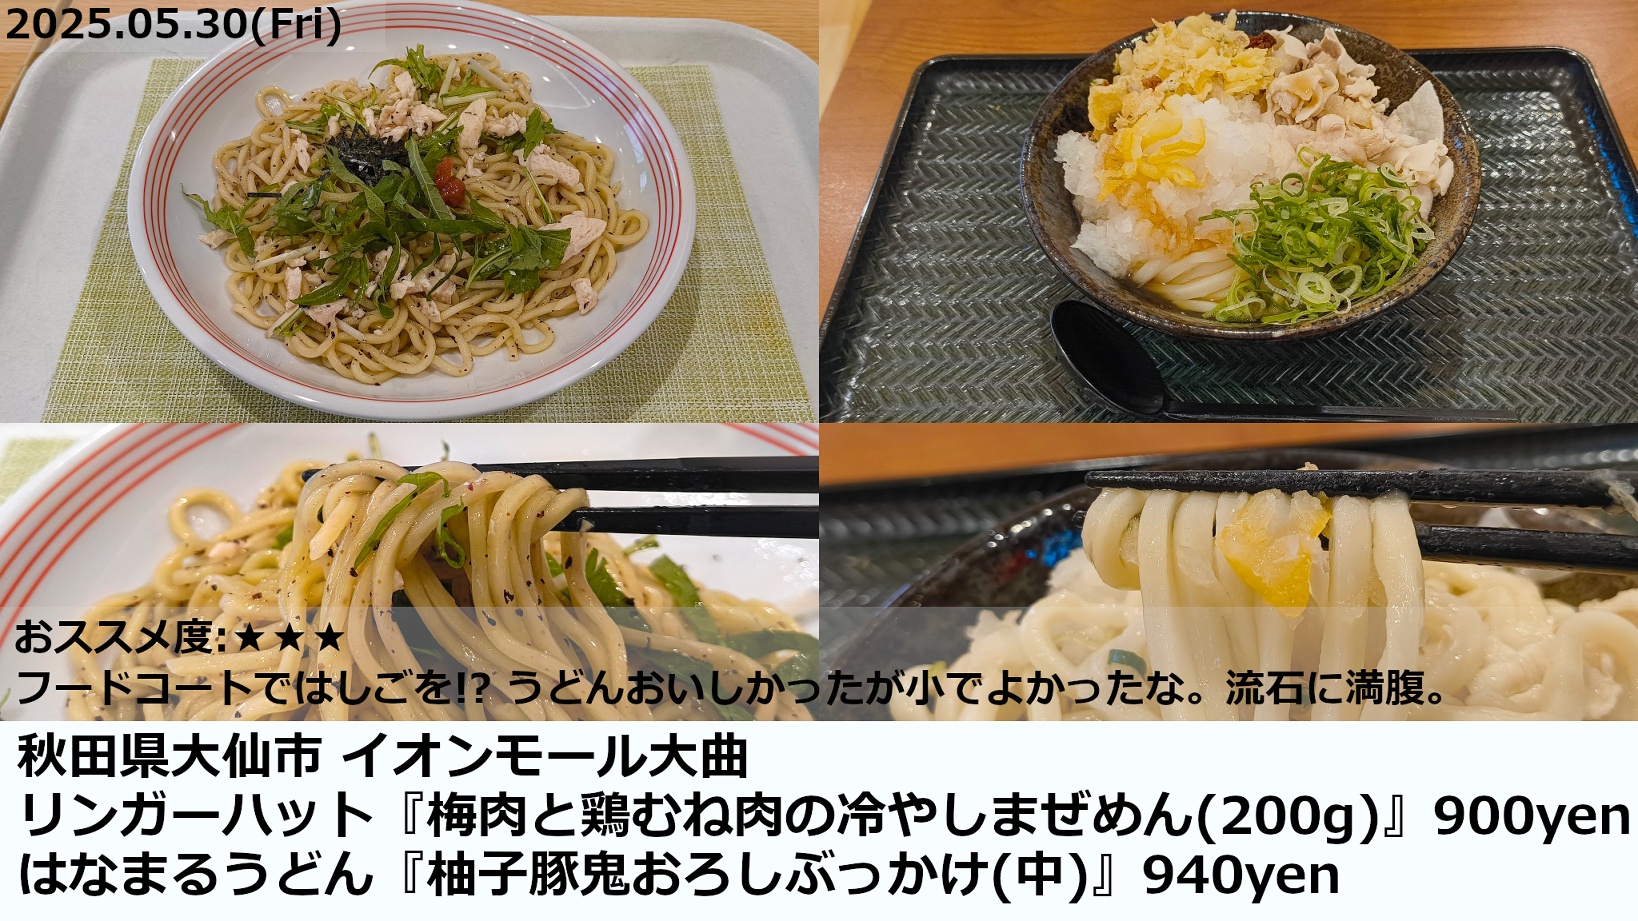 2025.05.30(Fri)
おススメ度:★★★
フードコートではしごを!? うどんおいしかったが小でよかったな。流石に満腹。
秋田県大仙市 イオンモール大曲
リンガーハット『梅肉と鶏むね肉の冷やしまぜめん(200g)』900yen
はなまるうどん『柚子豚鬼おろしぶっかけ(中)』940yen